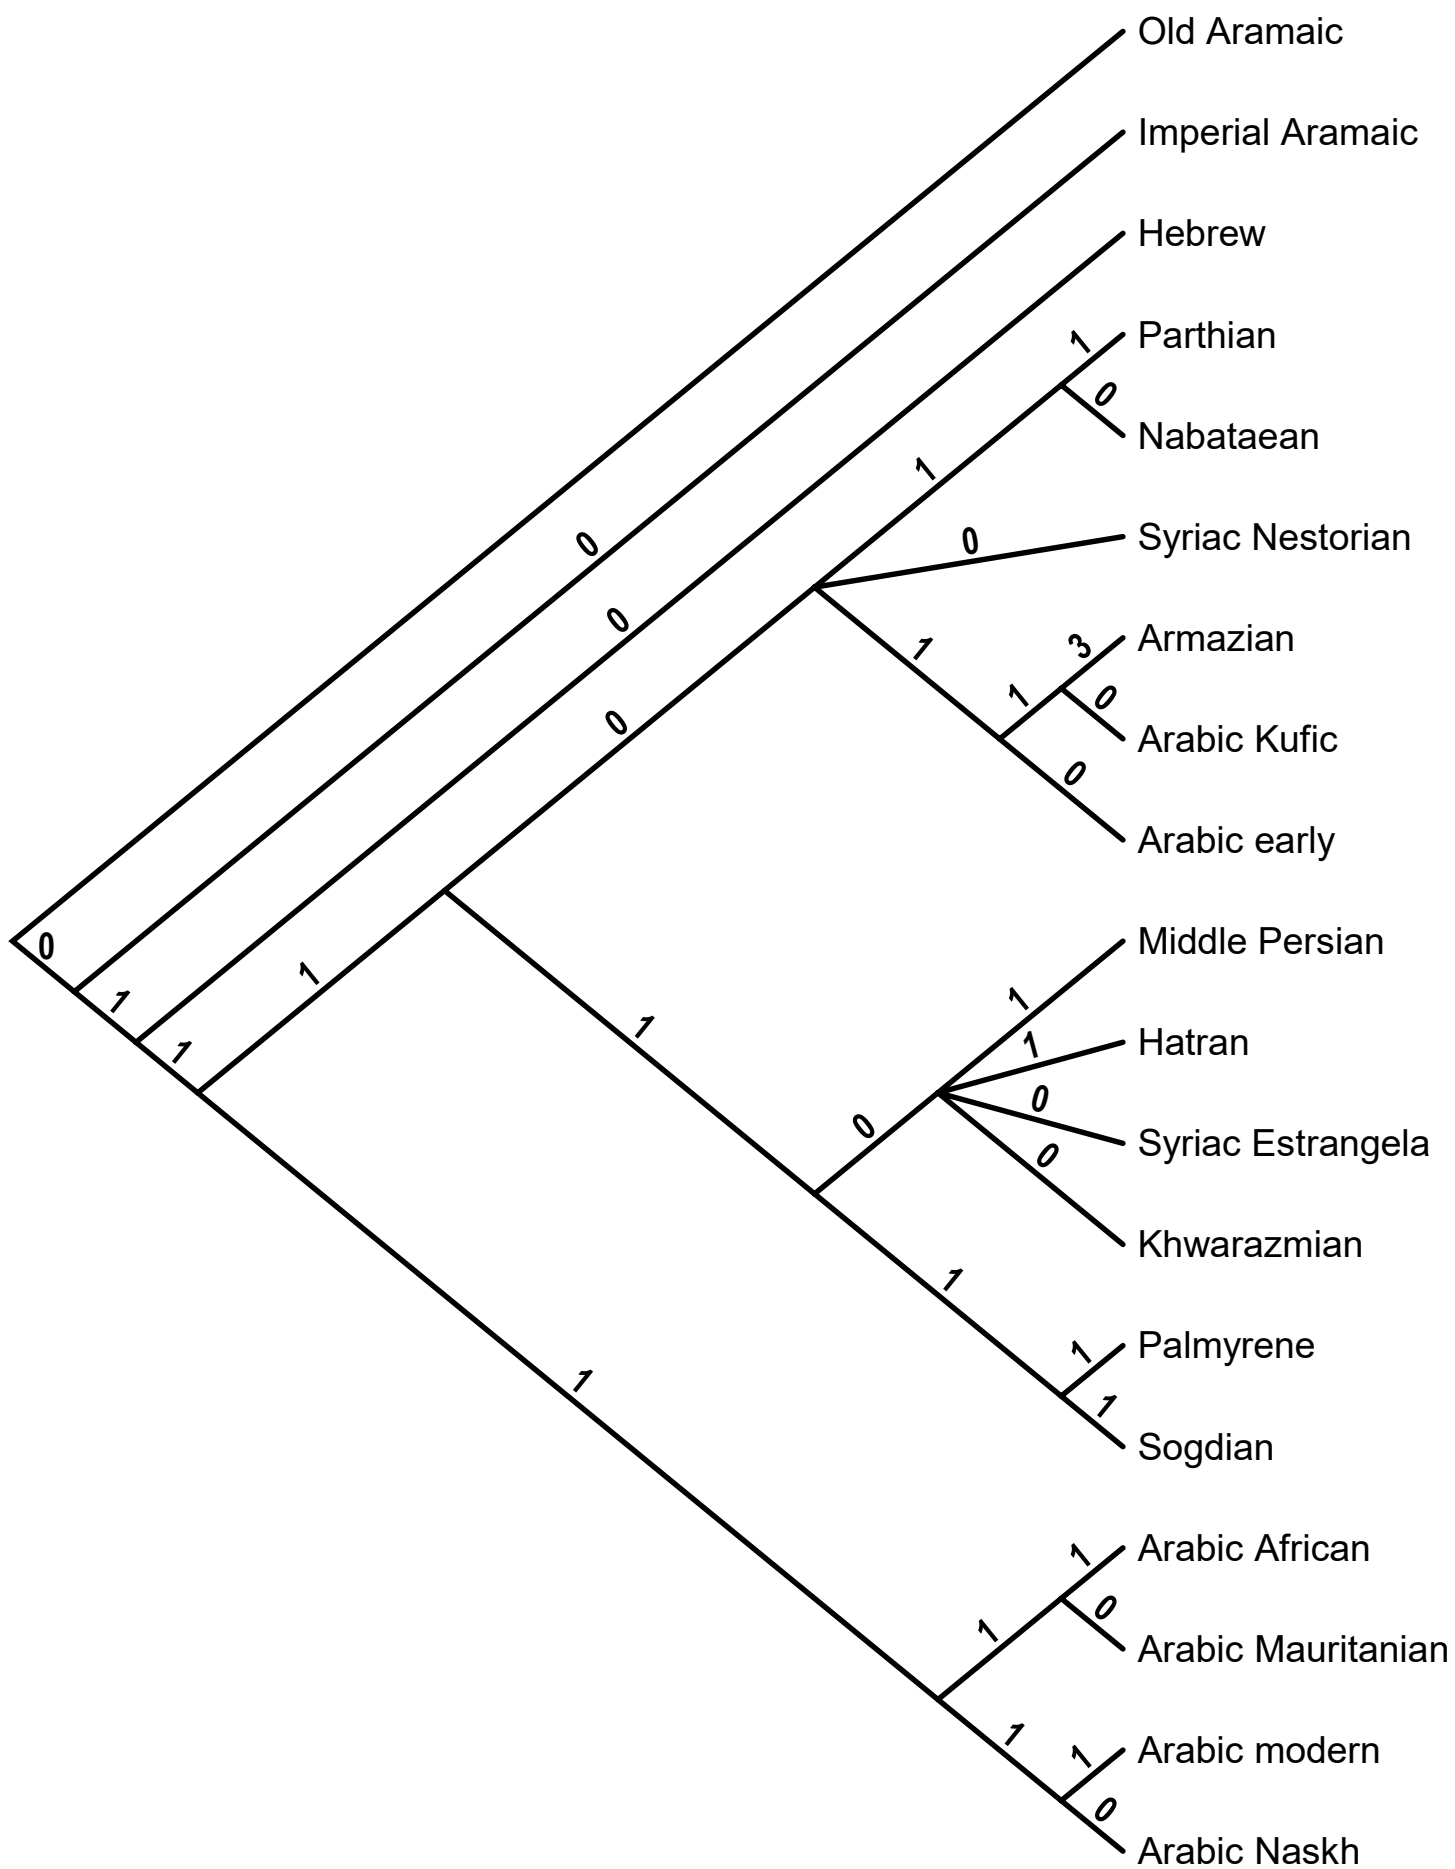 Old Aramaic
Imperial Aramaic
Hebrew
1
Parthian
0
Nabataean
1
0
Syriac Nestorian
0
0
1
3
Armazian
1
0
Arabic Kufic
0
0
Arabic early
0
1
Middle Persian
1
1
1
Hatran
1
1
0
Syriac Estrangela
0
0
Khwarazmian
1
1
Palmyrene
1
1
Sogdian
1
Arabic African
1
0
Arabic Mauritanian
1
1
Arabic modern
0
Arabic Naskh